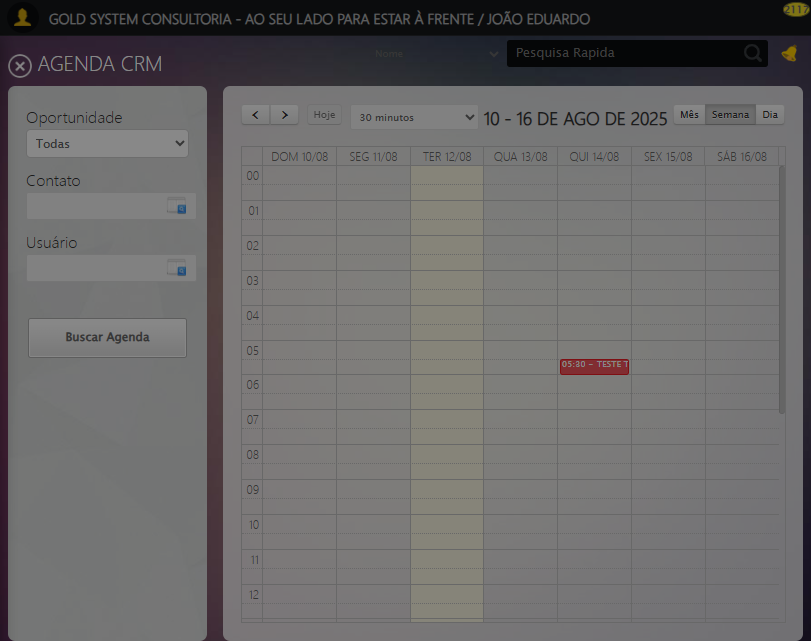 GOLD SYSTEM CONSULTORIA - AO SEU LADO PARA ESTAR À FRENTE / JOÃO EDUARDO
2117
AGENDA CRM
Nome
Pesquisa Rapida
Oportunidade
Todas
Contato
Usuário
Buscar Agenda
Hoje
30 minutos
10 - 16 DE AGO DE 2025
Mês Semana Dia
DOM 10/08 SEG 11/08 TER 12/08 QUA 13/08 QUI 14/08 SEX 15/08 SÁB 16/08
00
01
02
03
04
05
05:30 - TESTE T
06
07
08
09
10
11
12